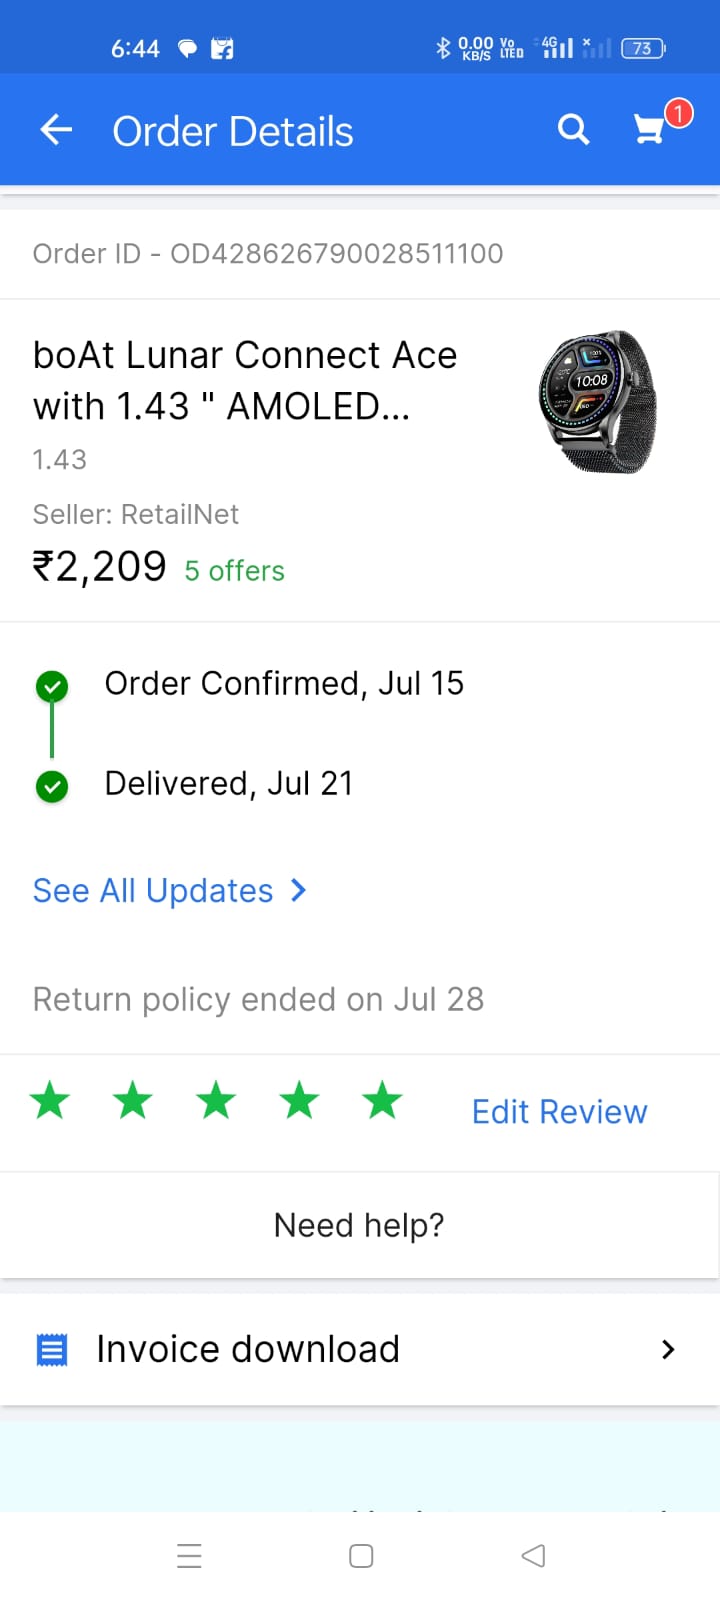 6:44
0.00 KB/S
Vo LTED
4G
73
Order Details
1
Order ID - OD428626790028511100
boAt Lunar Connect Ace
with 1.43 " AMOLED...
10:08
1.43
Seller: RetailNet
₹2,209 5 offers
Order Confirmed, Jul 15
Delivered, Jul 21
See All Updates
Return policy ended on Jul 28
Edit Review
Need help?
Invoice download